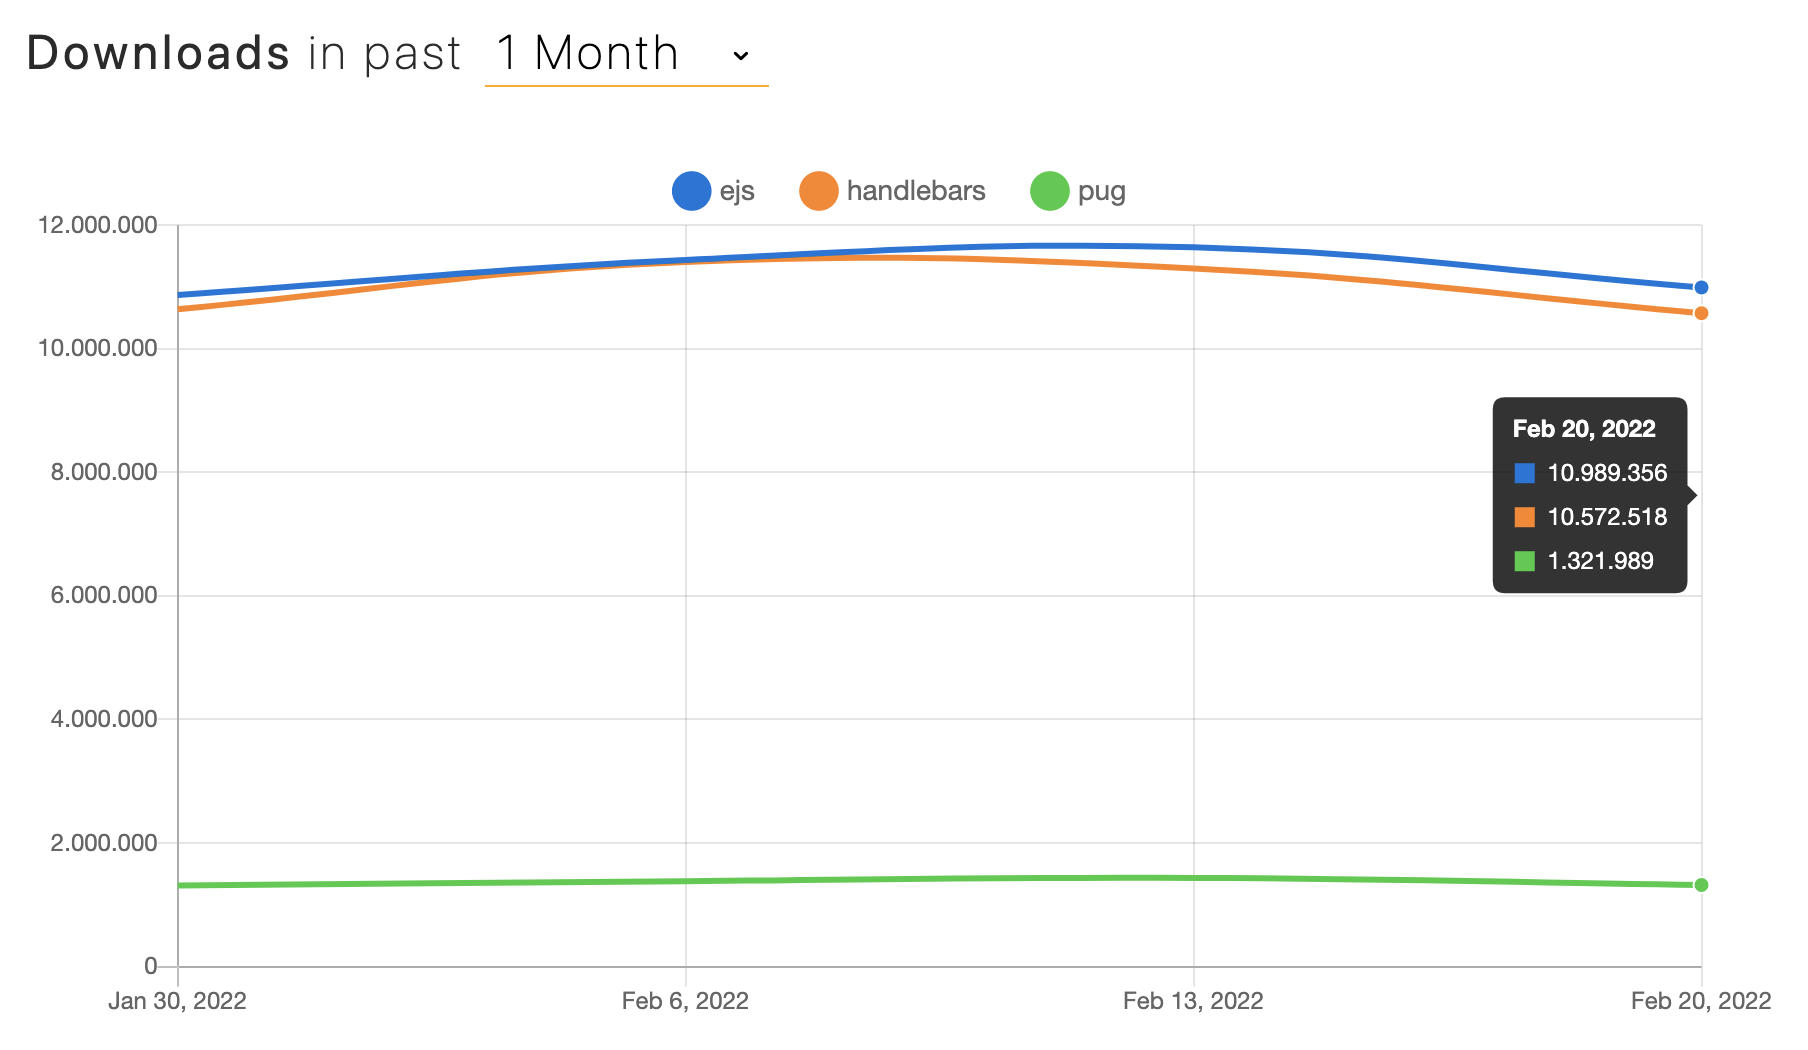 Downloads in past 1 Month
ejs handlebars pug
12.000.000
10.000.000
8.000.000
6.000.000
4.000.000
2.000.000
0
Feb 20, 2022
10.989.356
10.572.518
1.321.989
Jan 30, 2022 Feb 6, 2022 Feb 13, 2022 Feb 20, 2022